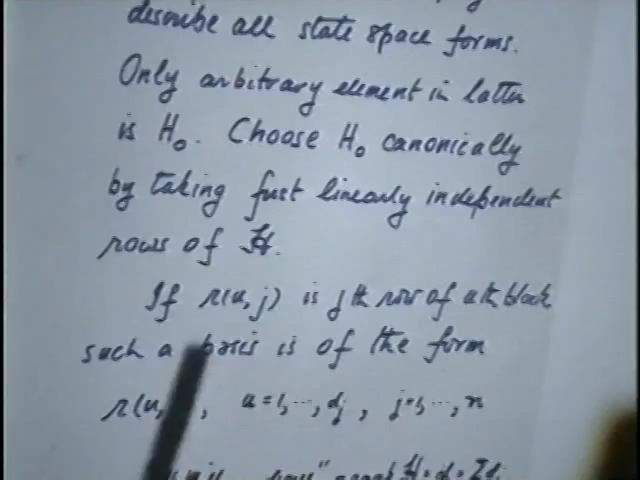 describe all state space forms.
Only arbitrary element in latter
is H₀. Choose H₀ canonically
by taking first linearly independent
rows of ℋ.
If r(u,j) is jth row of uth block
such a basis is of the form
r(u, , u=1,...,dj, j=1,...,n